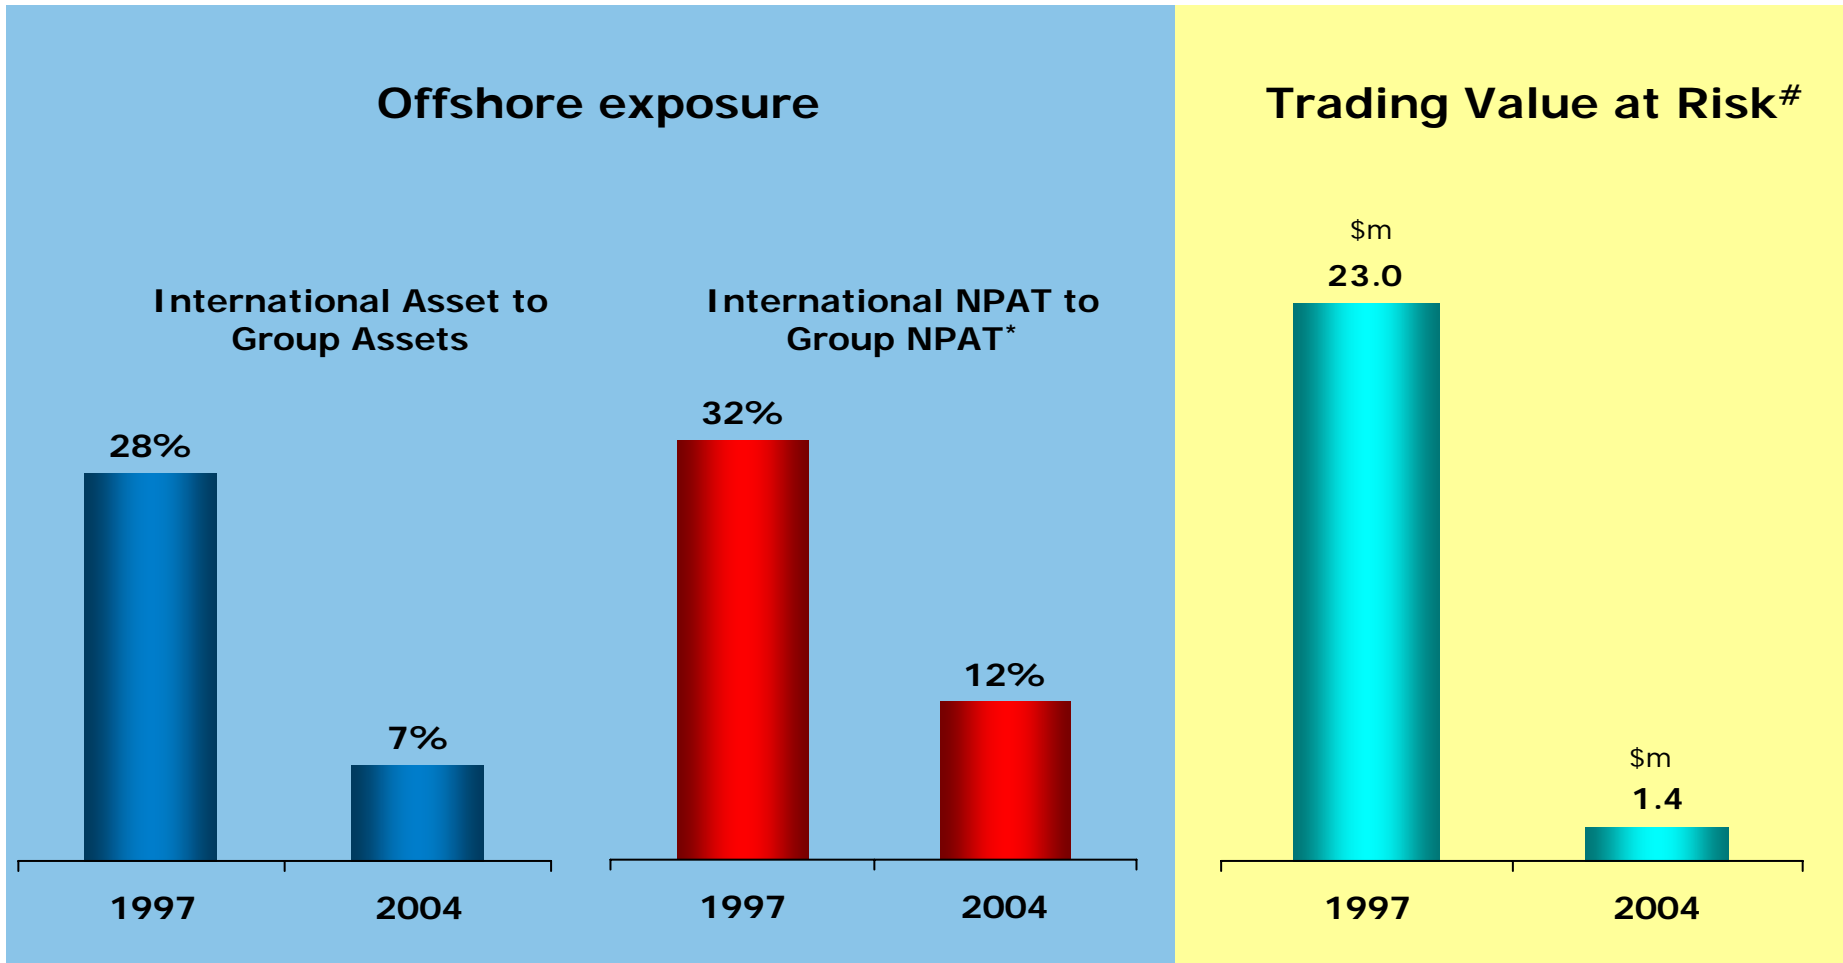 Offshore exposure
International Asset to
Group Assets
28%
7%
1997
2004
International NPAT to
Group NPAT*
32%
12%
1997
2004
Trading Value at Risk#
$m
23.0
$m
1.4
1997
2004